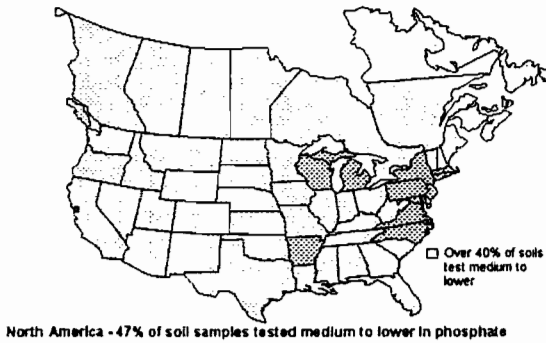 Over 40% of soils
test medium to
lower
North America - 47% of soil samples tested medium to lower in phosphate